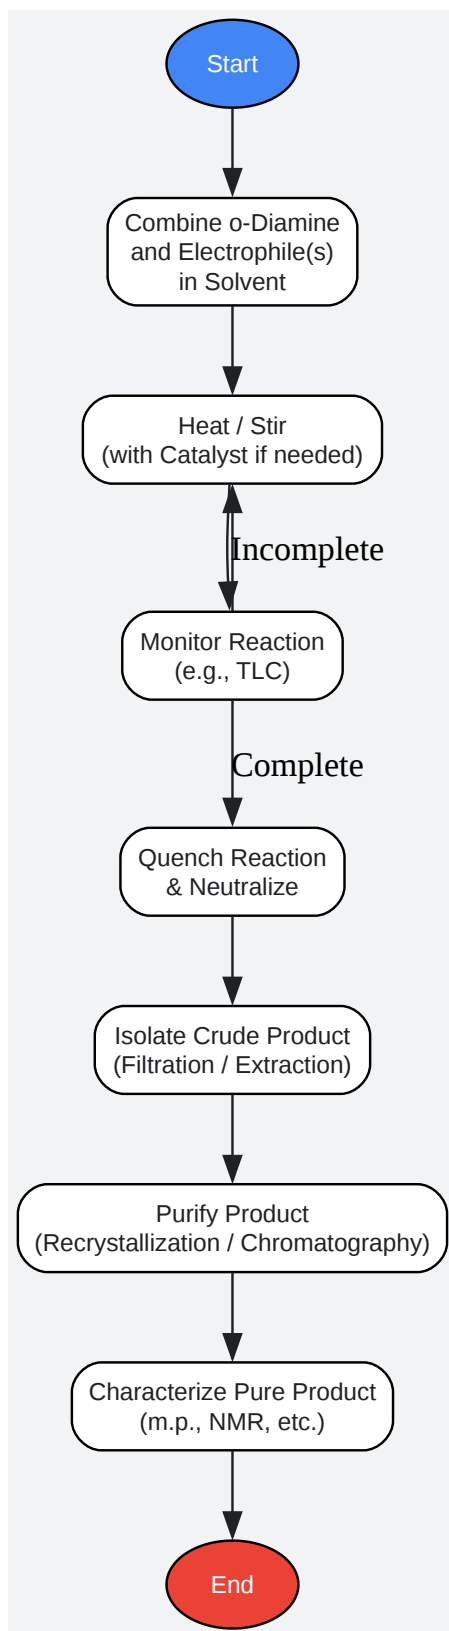 Start
Combine o-Diamine
and Electrophile(s)
in Solvent
Heat / Stir
(with Catalyst if needed)
Incomplete
Monitor Reaction
(e.g., TLC)
Complete
Quench Reaction
& Neutralize
Isolate Crude Product
(Filtration / Extraction)
Purify Product
(Recrystallization / Chromatography)
Characterize Pure Product
(m.p., NMR, etc.)
End